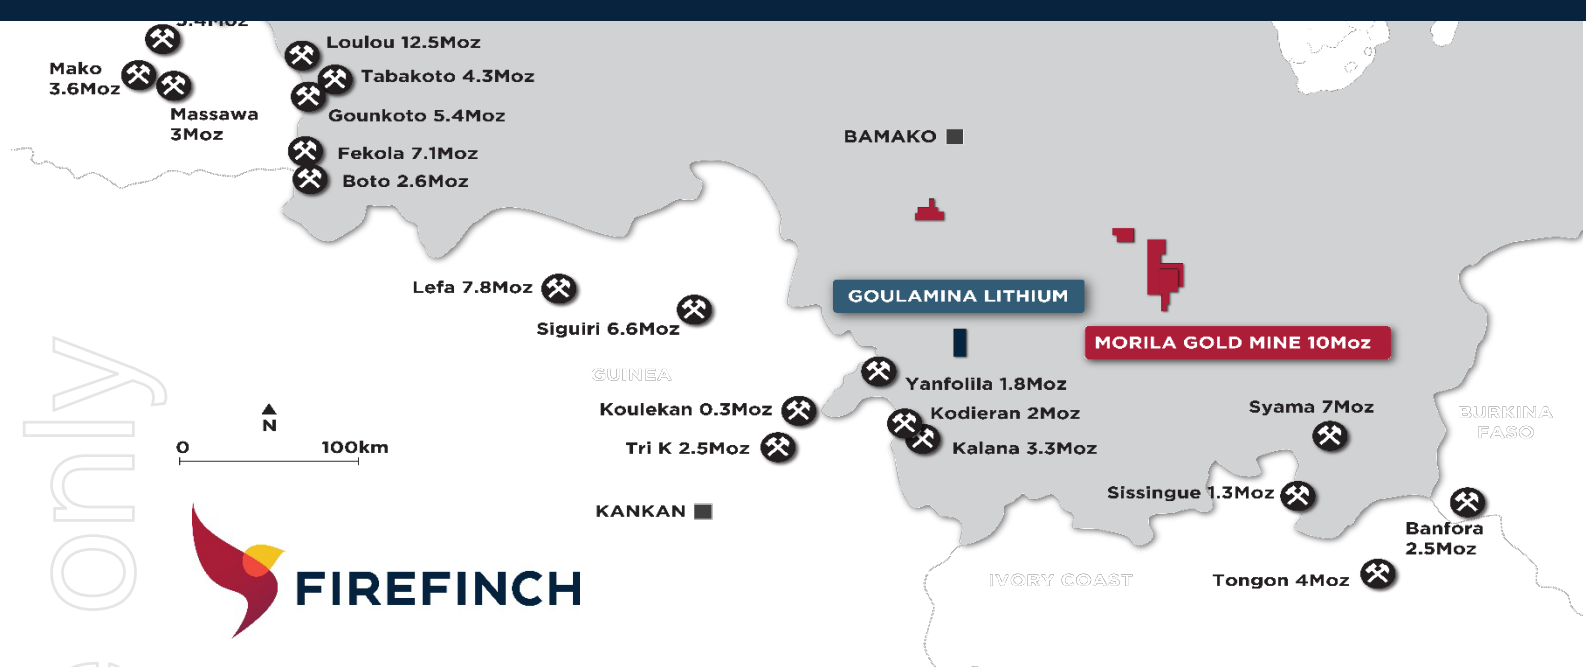 5.4Moz
Loulou 12.5Moz
Mako
3.6Moz
Tabakoto 4.3Moz
Massawa
3Moz
Gounkoto 5.4Moz
BAMAKO
Fekola 7.1Moz
Boto 2.6Moz
Lefa 7.8Moz
GOULAMINA LITHIUM
Siguiri 6.6Moz
MORILA GOLD MINE 10Moz
GUINEA
Yanfolila 1.8Moz
Koulekan 0.3Moz
Kodieran 2Moz
Syama 7Moz
BURKINA
FASO
N
0 100km
Tri K 2.5Moz
Kalana 3.3Moz
Sissingue 1.3Moz
KANKAN
Banfora
2.5Moz
IVORY COAST
Tongon 4Moz
FIREFINCH
only